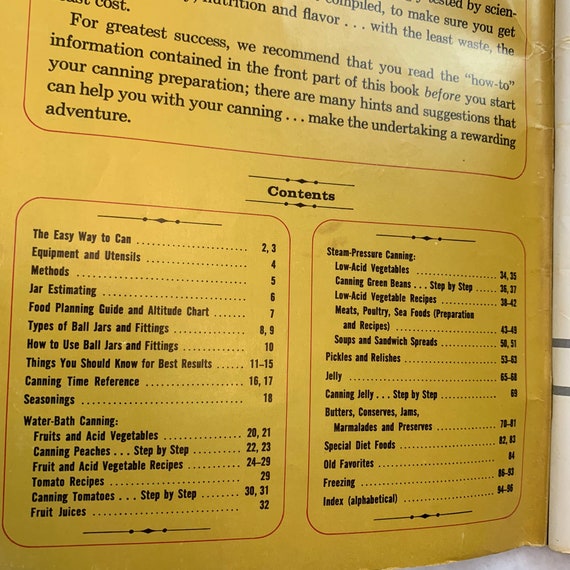 compiled, to make sure you get
nutrition and flavor . . . with the least waste, the
cost.
For greatest success, we recommend that you read the "how-to"
information contained in the front part of this book before you start
your canning preparation; there are many hints and suggestions that
can help you with your canning . . . make the undertaking a rewarding
adventure.
Contents
The Easy Way to Can .......... 2, 3
Equipment and Utensils .......... 4
Methods .......... 5
Jar Estimating .......... 6
Food Planning Guide and Altitude Chart .......... 7
Types of Ball Jars and Fittings .......... 8, 9
How to Use Ball Jars and Fittings .......... 10
Things You Should Know for Best Results .......... 11-15
Canning Time Reference .......... 16, 17
Seasonings .......... 18
Water-Bath Canning:
Fruits and Acid Vegetables .......... 20, 21
Canning Peaches . . . Step by Step .......... 22, 23
Fruit and Acid Vegetable Recipes .......... 24-29
Tomato Recipes .......... 29
Canning Tomatoes . . . Step by Step .......... 30, 31
Fruit Juices .......... 32
Steam-Pressure Canning:
Low-Acid Vegetables .......... 34, 35
Canning Green Beans . . . Step by Step .......... 36, 37
Low-Acid Vegetable Recipes .......... 38-42
Meats, Poultry, Sea Foods (Preparation
and Recipes) .......... 43-49
Soups and Sandwich Spreads .......... 50, 51
Pickles and Relishes .......... 53-63
Jelly .......... 65-68
Canning Jelly . . . Step by Step .......... 69
Butters, Conserves, Jams,
Marmalades and Preserves .......... 70-81
Special Diet Foods .......... 82, 83
Old Favorites .......... 84
Freezing .......... 86-93
Index (alphabetical) .......... 94-96